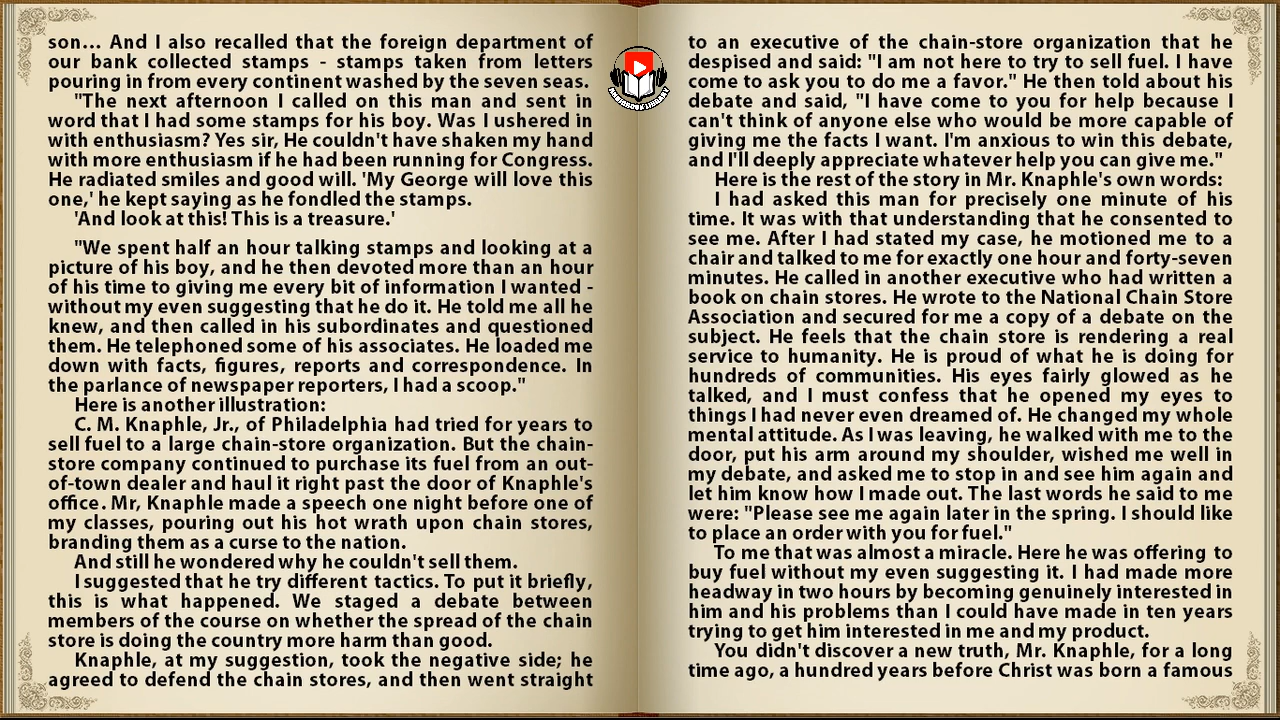 son... And I also recalled that the foreign department of
our bank collected stamps - stamps taken from letters
pouring in from every continent washed by the seven seas.
"The next afternoon I called on this man and sent in
word that I had some stamps for his boy. Was I ushered in
with enthusiasm? Yes sir, He couldn't have shaken my hand
with more enthusiasm if he had been running for Congress.
He radiated smiles and good will. 'My George will love this
one,' he kept saying as he fondled the stamps.
'And look at this! This is a treasure.'
"We spent half an hour talking stamps and looking at a
picture of his boy, and he then devoted more than an hour
of his time to giving me every bit of information I wanted -
without my even suggesting that he do it. He told me all he
knew, and then called in his subordinates and questioned
them. He telephoned some of his associates. He loaded me
down with facts, figures, reports and correspondence. In
the parlance of newspaper reporters, I had a scoop."
Here is another illustration:
C. M. Knaphle, Jr., of Philadelphia had tried for years to
sell fuel to a large chain-store organization. But the chain-
store company continued to purchase its fuel from an out-
of-town dealer and haul it right past the door of Knaphle's
office. Mr, Knaphle made a speech one night before one of
my classes, pouring out his hot wrath upon chain stores,
branding them as a curse to the nation.
And still he wondered why he couldn't sell them.
I suggested that he try different tactics. To put it briefly,
this is what happened. We staged a debate between
members of the course on whether the spread of the chain
store is doing the country more harm than good.
Knaphle, at my suggestion, took the negative side; he
agreed to defend the chain stores, and then went straight
to an executive of the chain-store organization that he
despised and said: "I am not here to try to sell fuel. I have
come to ask you to do me a favor." He then told about his
debate and said, "I have come to you for help because I
can't think of anyone else who would be more capable of
giving me the facts I want. I'm anxious to win this debate,
and I'll deeply appreciate whatever help you can give me."
Here is the rest of the story in Mr. Knaphle's own words:
I had asked this man for precisely one minute of his
time. It was with that understanding that he consented to
see me. After I had stated my case, he motioned me to a
chair and talked to me for exactly one hour and forty-seven
minutes. He called in another executive who had written a
book on chain stores. He wrote to the National Chain Store
Association and secured for me a copy of a debate on the
subject. He feels that the chain store is rendering a real
service to humanity. He is proud of what he is doing for
hundreds of communities. His eyes fairly glowed as he
talked, and I must confess that he opened my eyes to
things I had never even dreamed of. He changed my whole
mental attitude. As I was leaving, he walked with me to the
door, put his arm around my shoulder, wished me well in
my debate, and asked me to stop in and see him again and
let him know how I made out. The last words he said to me
were: "Please see me again later in the spring. I should like
to place an order with you for fuel."
To me that was almost a miracle. Here he was offering to
buy fuel without my even suggesting it. I had made more
headway in two hours by becoming genuinely interested in
him and his problems than I could have made in ten years
trying to get him interested in me and my product.
You didn't discover a new truth, Mr. Knaphle, for a long
time ago, a hundred years before Christ was born a famous